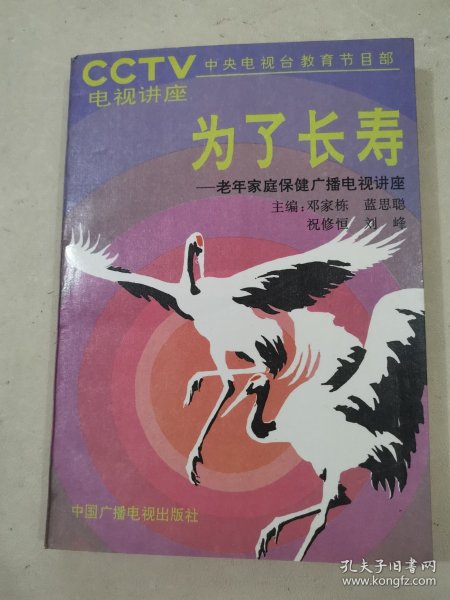 CCTV 中央电视台教育节目部
电视讲座
为了长寿
—老年家庭保健广播电视讲座
主编:邓家栋 蓝思聪
祝修恒 刘峰
中国广播电视出版社
孔夫子旧书网
www.kongfz.com